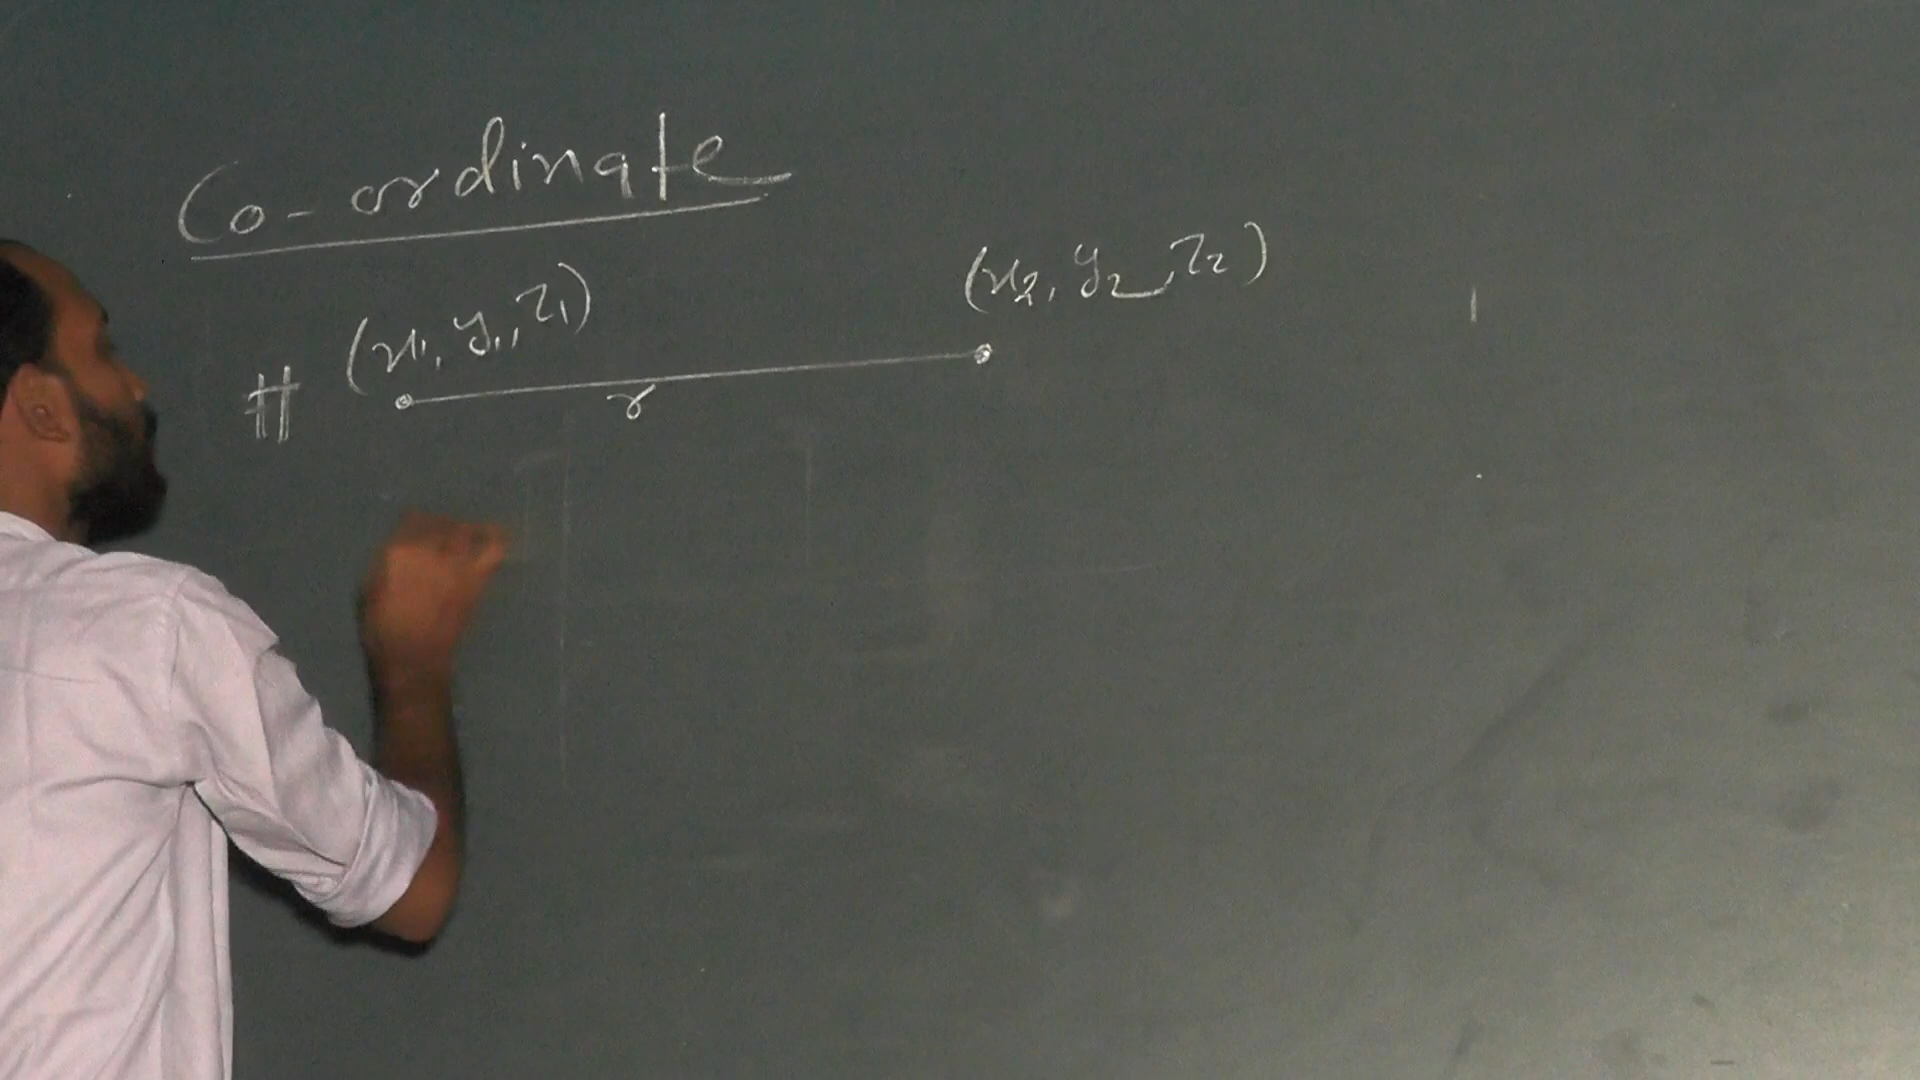 Co-ordinate
# (x1, y1, z1) (x2, y2, z2)
r